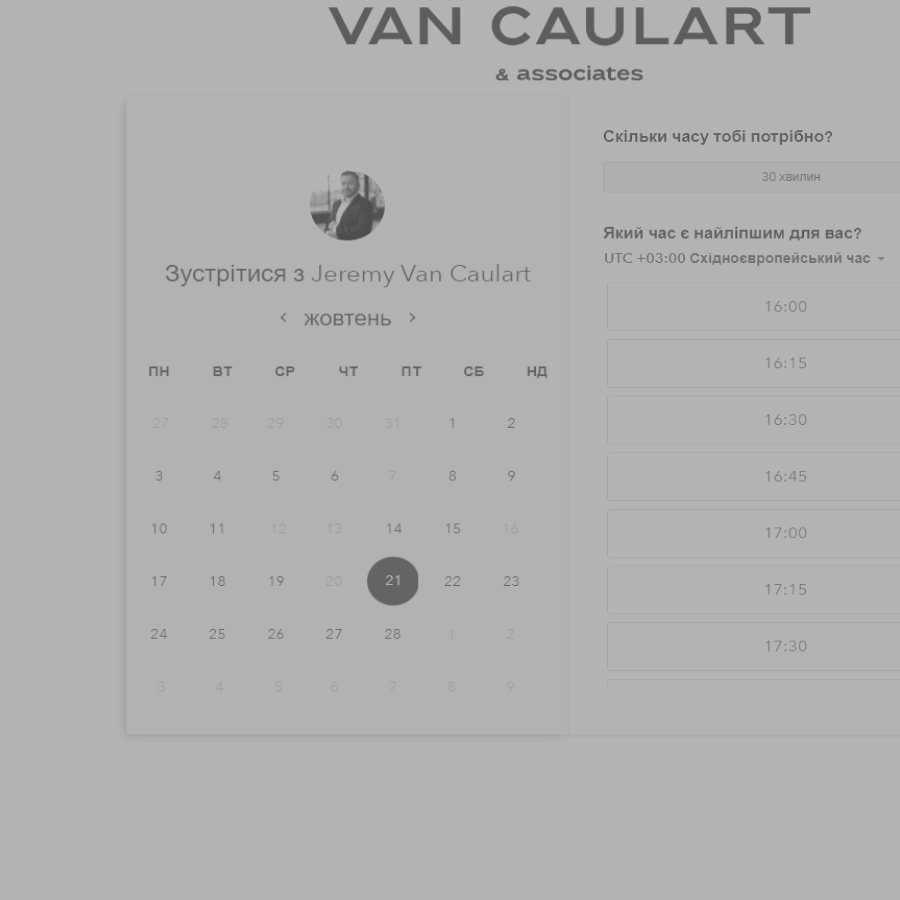 VAN CAULART
& associates
Зустрітися з Jeremy Van Caulart
жовтень
ПН ВТ СР ЧТ ПТ СБ НД
27 28 29 30 31 1 2
3 4 5 6 7 8 9
10 11 12 13 14 15 16
17 18 19 20 21 22 23
24 25 26 27 28 1 2
3 4 5 6 7 8 9
Скільки часу тобі потрібно?
30 хвилин
Який час є найліпшим для вас?
UTC +03:00 Східноєвропейський час
16:00
16:15
16:30
16:45
17:00
17:15
17:30